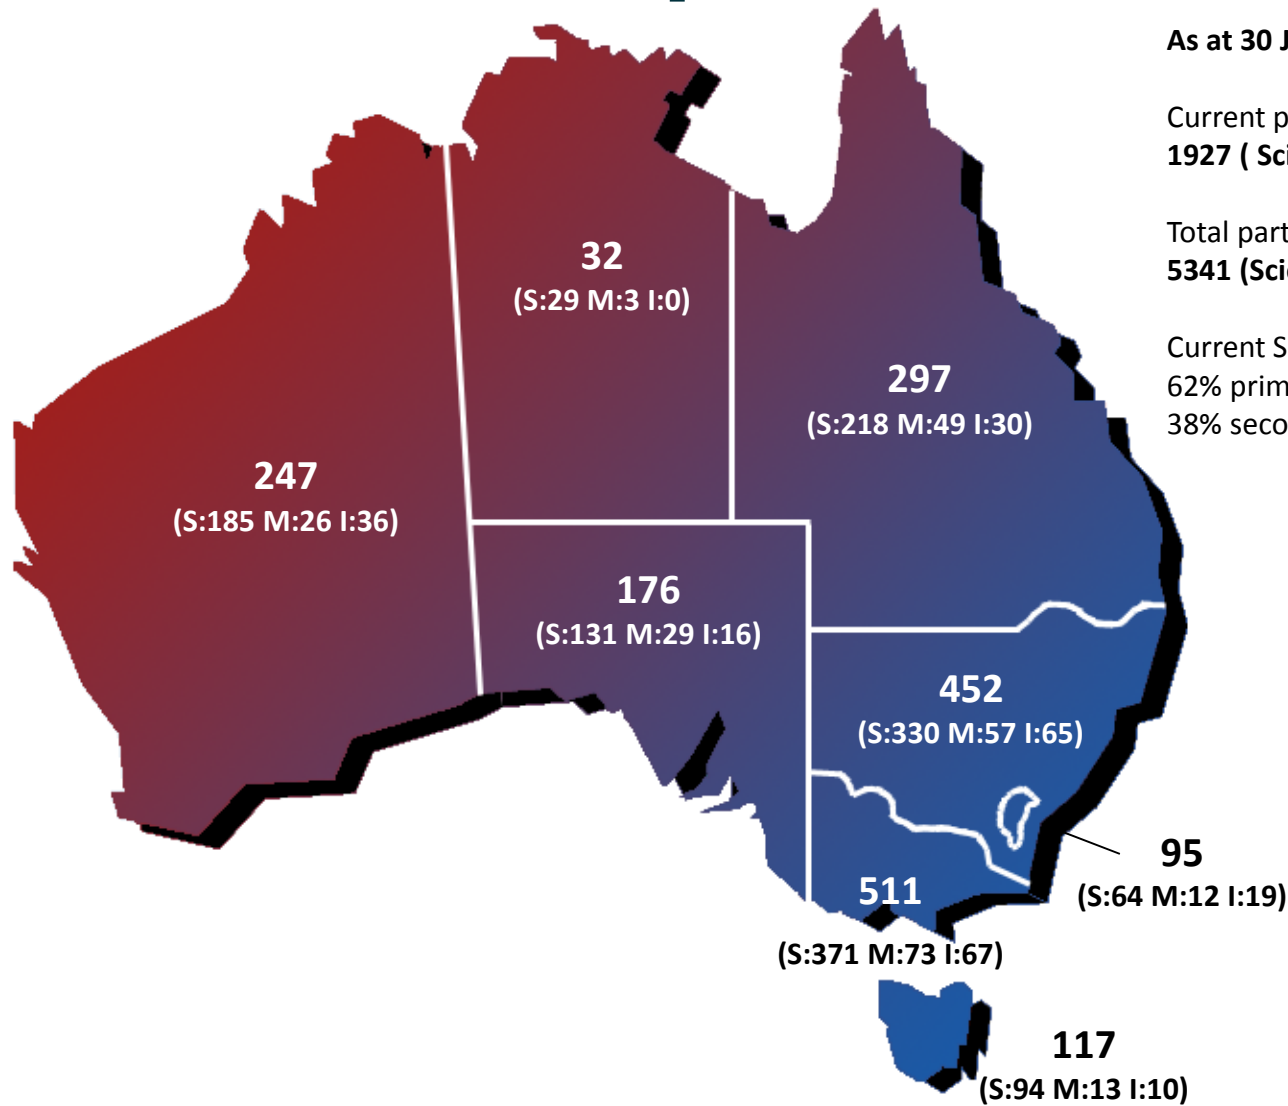 As at 30 J
Current p
1927 ( Sci
Total part
5341 (Scie
Current S
62% prim
38% seco
32
(S:29 M:3 I:0)
297
(S:218 M:49 I:30)
247
(S:185 M:26 I:36)
176
(S:131 M:29 I:16)
452
(S:330 M:57 I:65)
95
(S:64 M:12 I:19)
511
(S:371 M:73 I:67)
117
(S:94 M:13 I:10)